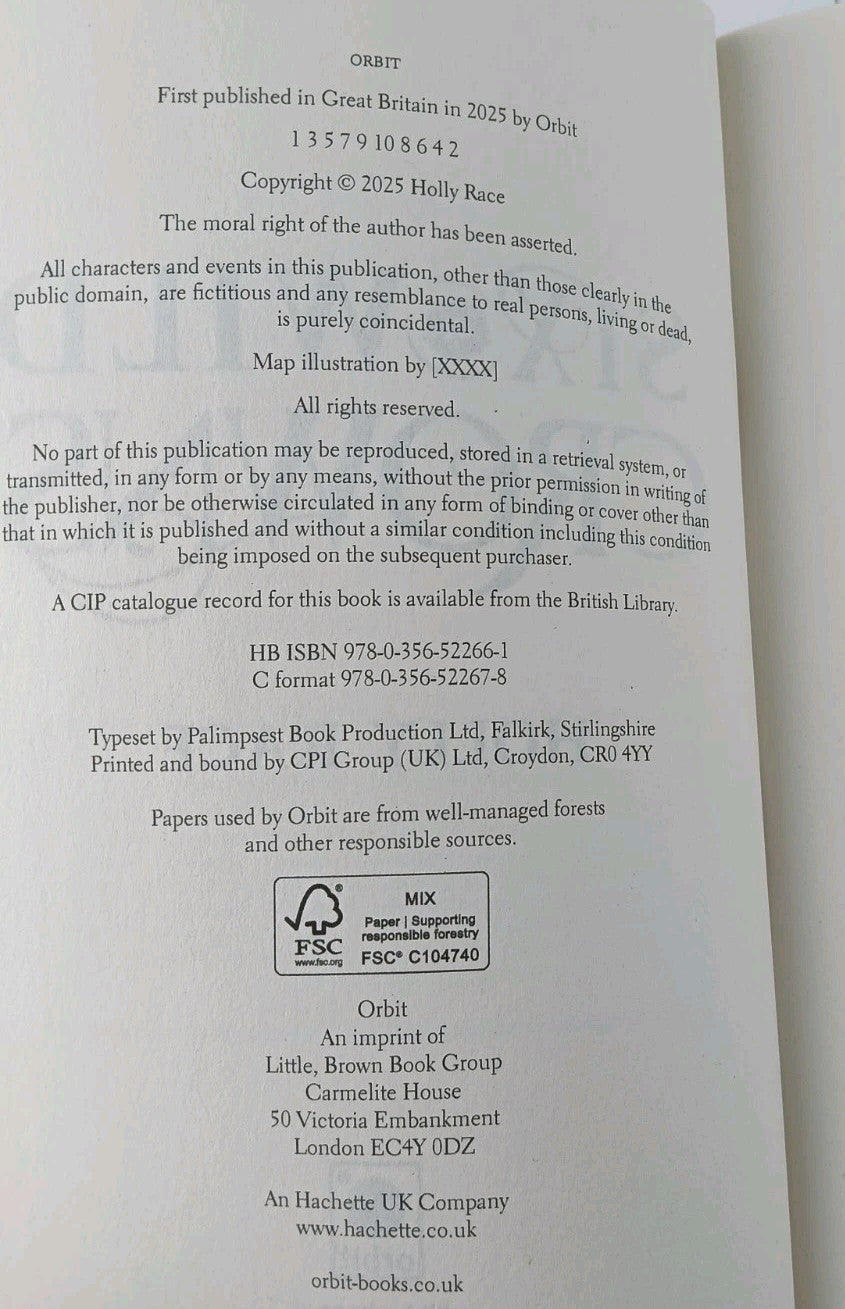 ORBIT
First published in Great Britain in 2025 by Orbit
1 3 5 7 9 10 8 6 4 2
Copyright © 2025 Holly Race
The moral right of the author has been asserted.
All characters and events in this publication, other than those clearly in the
public domain, are fictitious and any resemblance to real persons, living or dead,
is purely coincidental.
Map illustration by [XXXX]
All rights reserved.
No part of this publication may be reproduced, stored in a retrieval system, or
transmitted, in any form or by any means, without the prior permission in writing of
the publisher, nor be otherwise circulated in any form of binding or cover other than
that in which it is published and without a similar condition including this condition
being imposed on the subsequent purchaser.
A CIP catalogue record for this book is available from the British Library.
HB ISBN 978-0-356-52266-1
C format 978-0-356-52267-8
Typeset by Palimpsest Book Production Ltd, Falkirk, Stirlingshire
Printed and bound by CPI Group (UK) Ltd, Croydon, CR0 4YY
Papers used by Orbit are from well-managed forests
and other responsible sources.
FSC
www.fsc.org
MIX
Paper | Supporting
responsible forestry
FSC® C104740
Orbit
An imprint of
Little, Brown Book Group
Carmelite House
50 Victoria Embankment
London EC4Y 0DZ
An Hachette UK Company
www.hachette.co.uk
orbit-books.co.uk